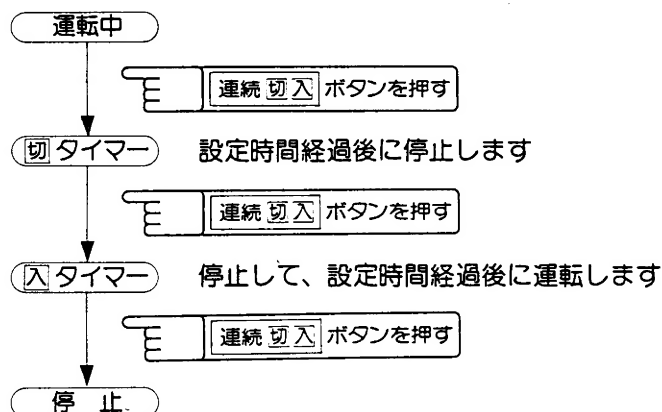 運転中
連続 切 入 ボタンを押す
切 タイマー 設定時間経過後に停止します
連続 切 入 ボタンを押す
入 タイマー 停止して、設定時間経過後に運転します
連続 切 入 ボタンを押す
停 止